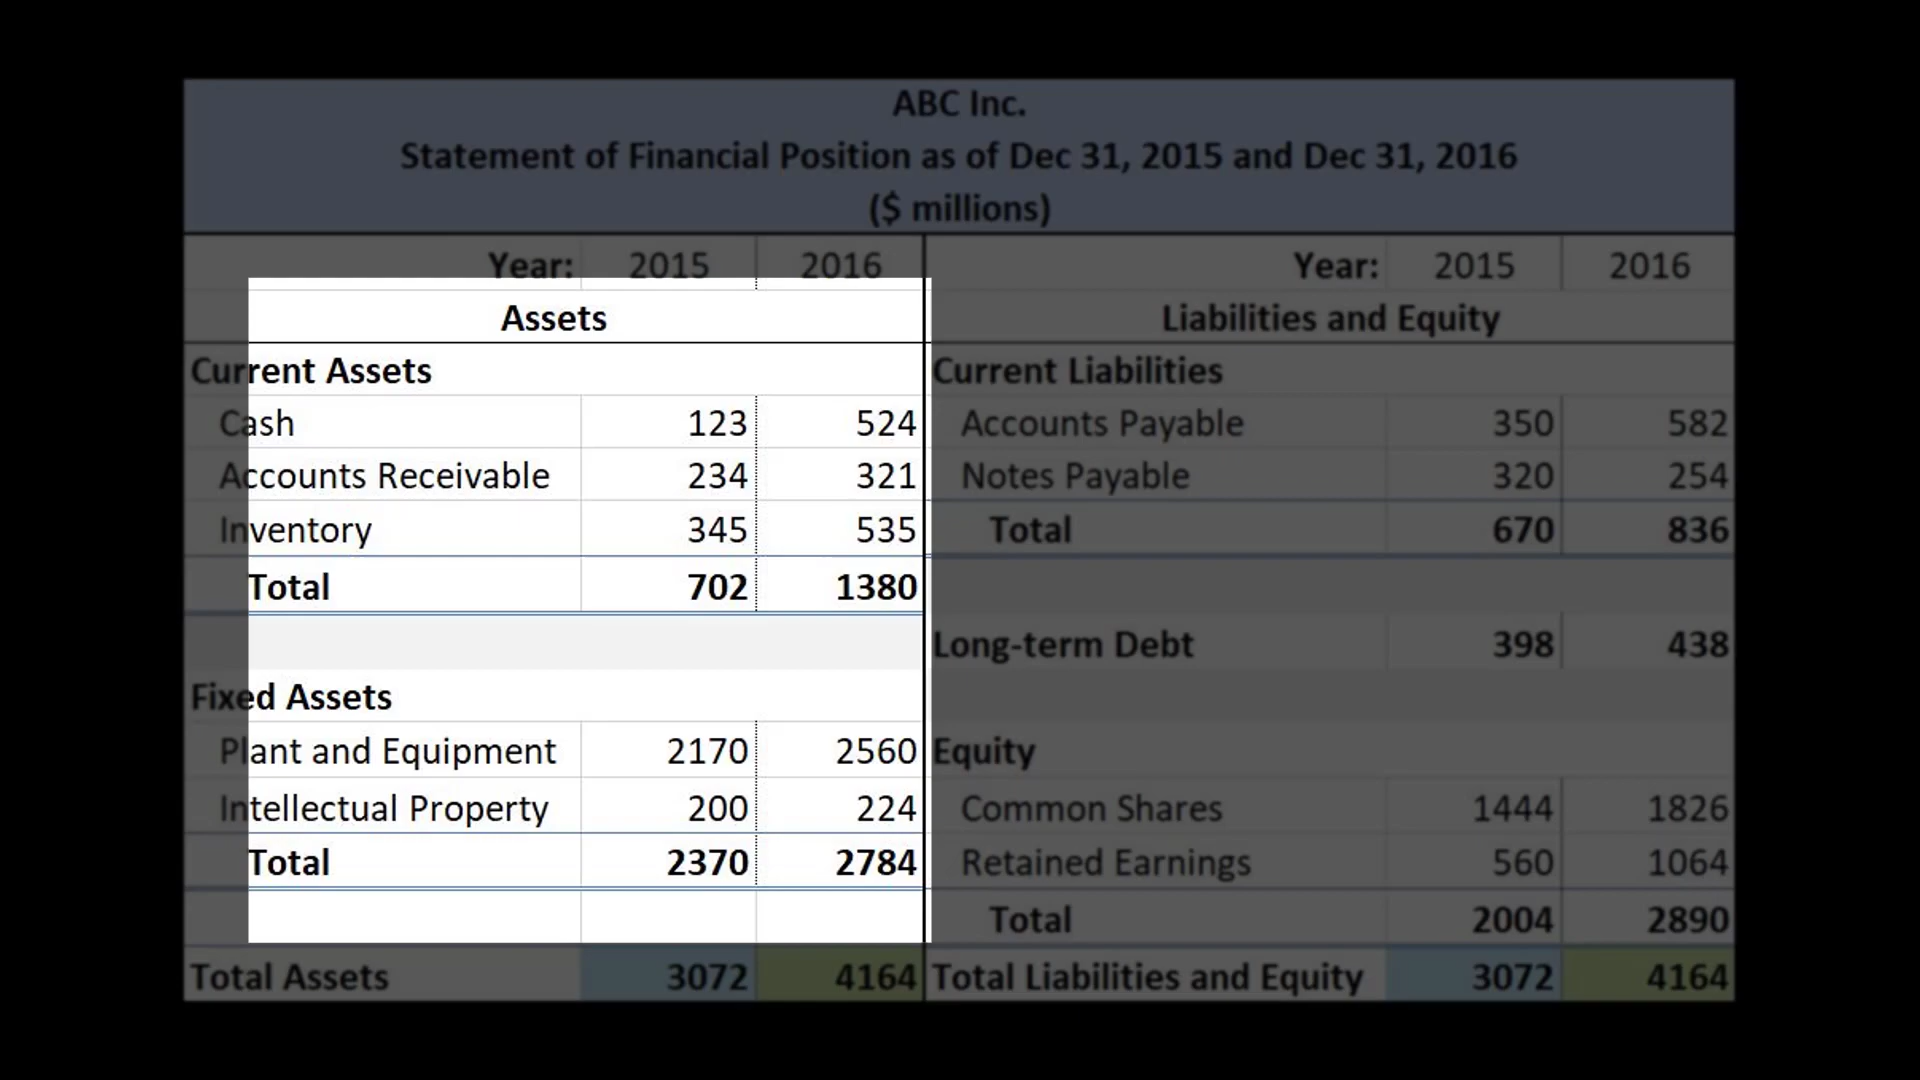 ABC Inc.
Statement of Financial Position as of Dec 31, 2015 and Dec 31, 2016
($ millions)
Year: 2015 2016 Year: 2015 2016
Assets Liabilities and Equity
Current Assets Current Liabilities
Cash 123 524 Accounts Payable 350 582
Accounts Receivable 234 321 Notes Payable 320 254
Inventory 345 535 Total 670 836
Total 702 1380
Long-term Debt 398 438
Fixed Assets
Plant and Equipment 2170 2560 Equity
Intellectual Property 200 224 Common Shares 1444 1826
Total 2370 2784 Retained Earnings 560 1064
Total 2004 2890
Total Assets 3072 4164 Total Liabilities and Equity 3072 4164